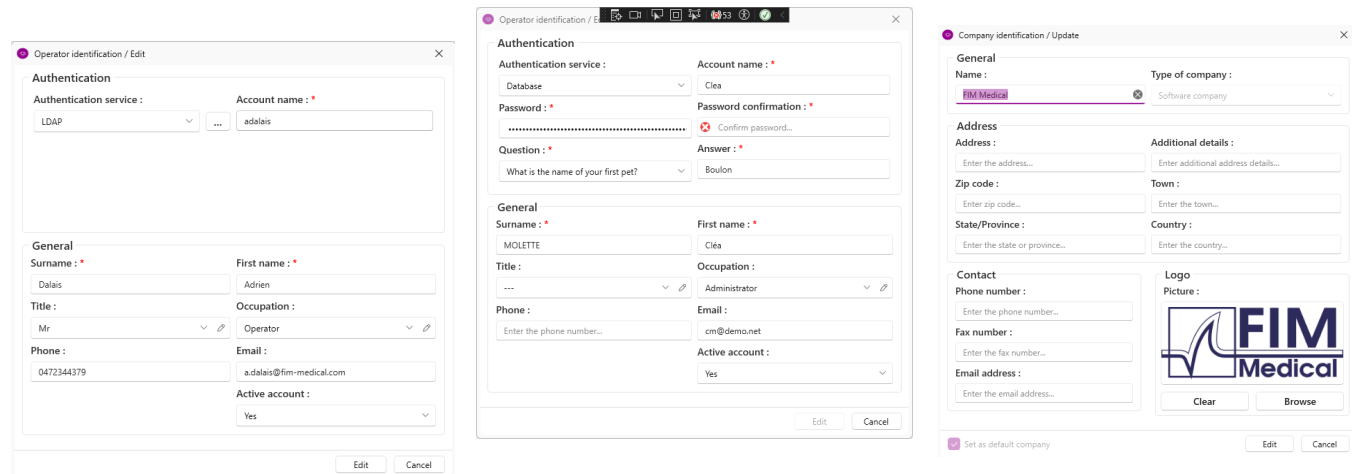 Operator identification / Edit
Authentication
Authentication service :
Account name : *
LDAP
...
adalais
General
Surname : *
First name : *
Dalais
Adrien
Title :
Occupation :
Mr
Operator
Phone :
Email :
0472344379
a.dalais@fim-medical.com
Active account :
Yes
Edit
Cancel
Operator identification / E
53
Authentication
Authentication service :
Account name : *
Database
Clea
Password : *
Password confirmation : *
Confirm password...
Question : *
Answer : *
What is the name of your first pet?
Boulon
General
Surname : *
First name : *
MOLETTE
Cléa
Title :
Occupation :
---
Administrator
Phone :
Email :
Enter the phone number...
cm@demo.net
Active account :
Yes
Edit
Cancel
Company identification / Update
General
Name :
Type of company :
FIM Medical
Software company
Address
Address :
Additional details :
Enter the address...
Enter additional address details...
Zip code :
Town :
Enter zip code...
Enter the town...
State/Province :
Country :
Enter the state or province...
Enter the country...
Contact
Phone number :
Enter the phone number...
Fax number :
Enter the fax number...
Email address :
Enter the email address...
Logo
Picture :
FIM
Medical
Clear
Browse
Set as default company
Edit
Cancel